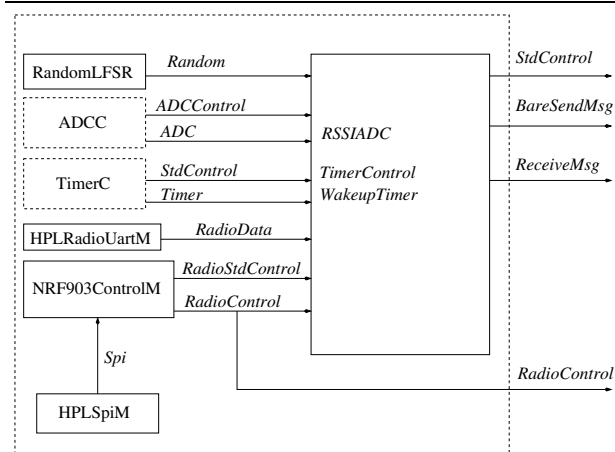 RandomLFSR
Random
StdControl
ADCC
ADCControl
ADC
BareSendMsg
RSSIADC
TimerC
StdControl
Timer
TimerControl
WakeupTimer
ReceiveMsg
HPLRadioUartM
RadioData
NRF903ControlM
RadioStdControl
RadioControl
Spi
RadioControl
HPLSpiM